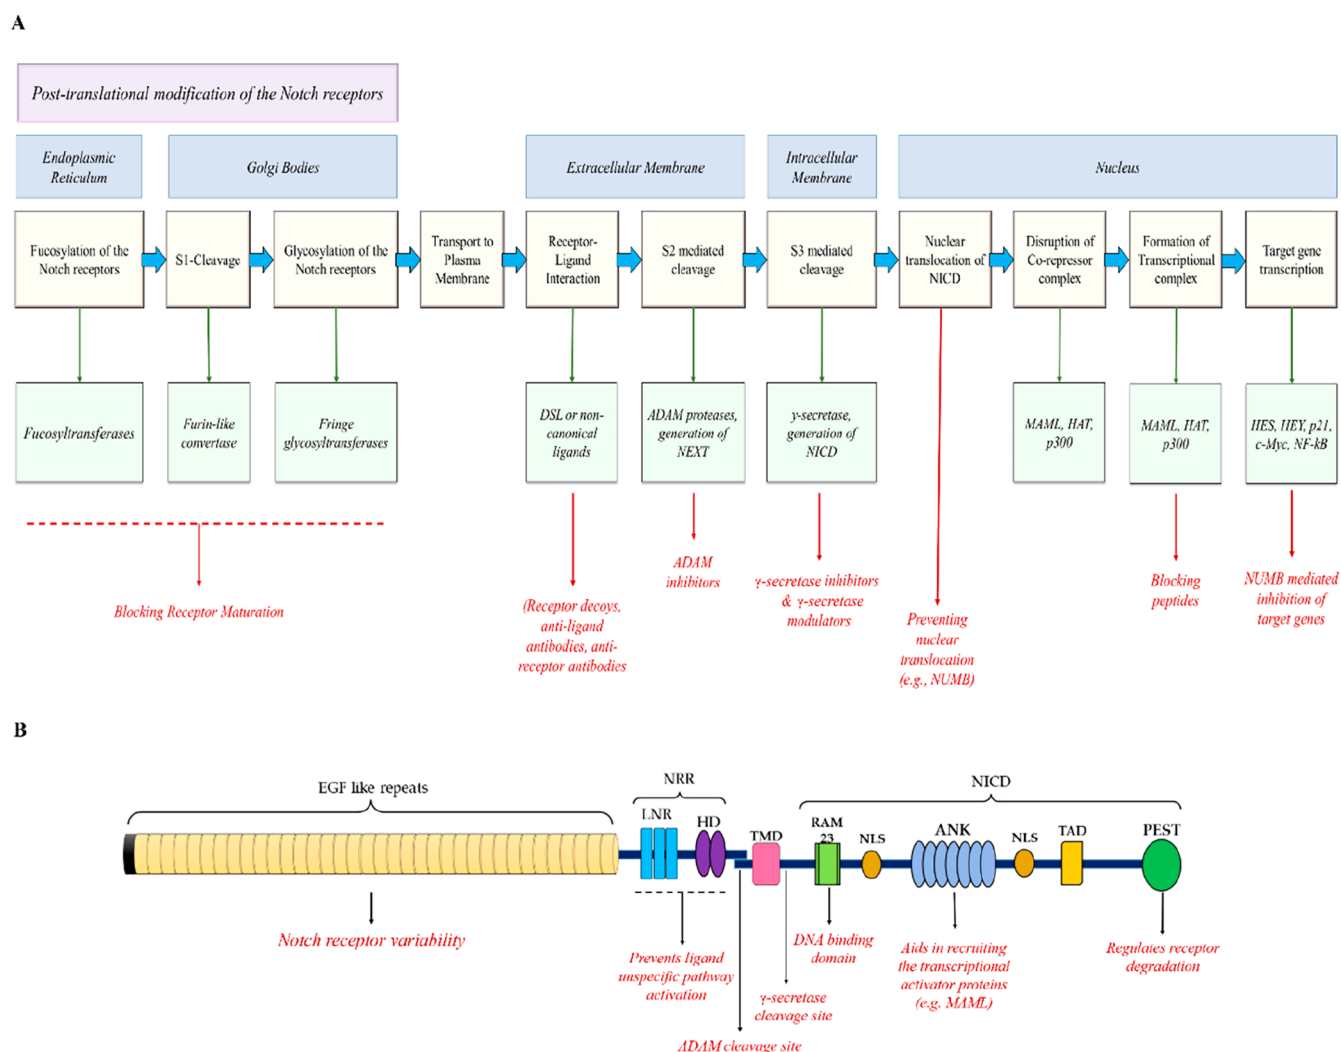 A
Post-translational modification of the Notch receptors
Endoplasmic
Reticulum
Golgi Bodies
Extracellular Membrane
Intracellular
Membrane
Nucleus
Fucosylation of the
Notch receptors
S1-Cleavage
Glycosylation of the
Notch receptors
Transport to
Plasma
Membrane
Receptor-
Ligand
Interaction
S2 mediated
cleavage
S3 mediated
cleavage
Nuclear
translocation of
NICD
Disruption of
Co-repressor
complex
Formation of
Transcriptional
complex
Target gene
transcription
Fucosyltransferases
Furin-like
convertase
Fringe
glycosyltransferases
DSL or non-
canonical
ligands
ADAM proteases,
generation of
NEXT
γ-secretase,
generation of
NICD
MAML, HAT,
p300
MAML, HAT,
p300
HES, HEY, p21,
c-Myc, NF-kB
Blocking Receptor Maturation
(Receptor decoys,
anti-ligand
antibodies, anti-
receptor antibodies
ADAM
inhibitors
γ-secretase inhibitors
& γ-secretase
modulators
Preventing
nuclear
translocation
(e.g., NUMB)
Blocking
peptides
NUMB mediated
inhibition of
target genes
B
EGF like repeats
NRR
LNR
HD
TMD
NICD
RAM
23
NLS
ANK
NLS
TAD
PEST
Notch receptor variability
Prevents ligand
unspecific pathway
activation
ADAM cleavage site
γ-secretase
cleavage site
DNA binding
domain
Aids in recruiting
the transcriptional
activator proteins
(e.g. MAML)
Regulates receptor
degradation